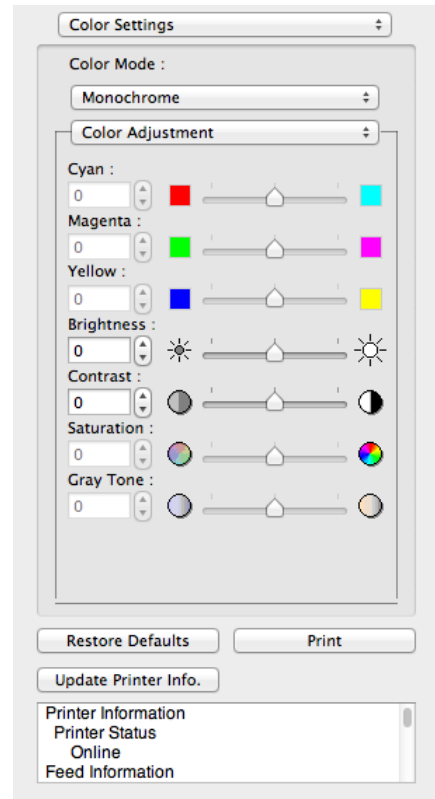 Color Settings
Color Mode :
Monochrome
Color Adjustment
Cyan :
0
Magenta :
0
Yellow :
0
Brightness :
0
Contrast :
0
Saturation :
0
Gray Tone :
0
Restore Defaults Print
Update Printer Info.
Printer Information
Printer Status
Online
Feed Information